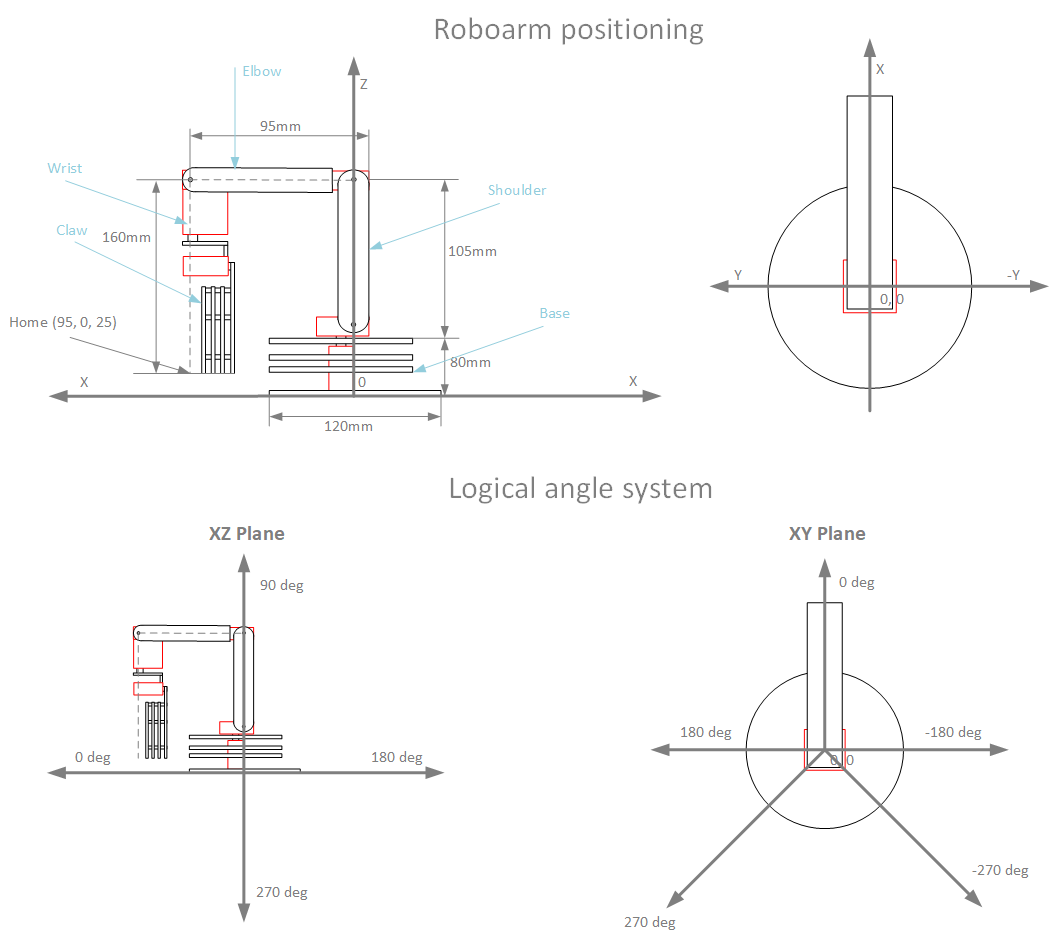 Roboarm positioning
Elbow
Z
X
95mm
Wrist
Shoulder
Claw
160mm
105mm
Y
-Y
0, 0
Home (95, 0, 25)
Base
80mm
X
0
X
120mm
Logical angle system
XZ Plane
XY Plane
90 deg
0 deg
0 deg
180 deg
180 deg
-180 deg
0, 0
270 deg
-270 deg
270 deg